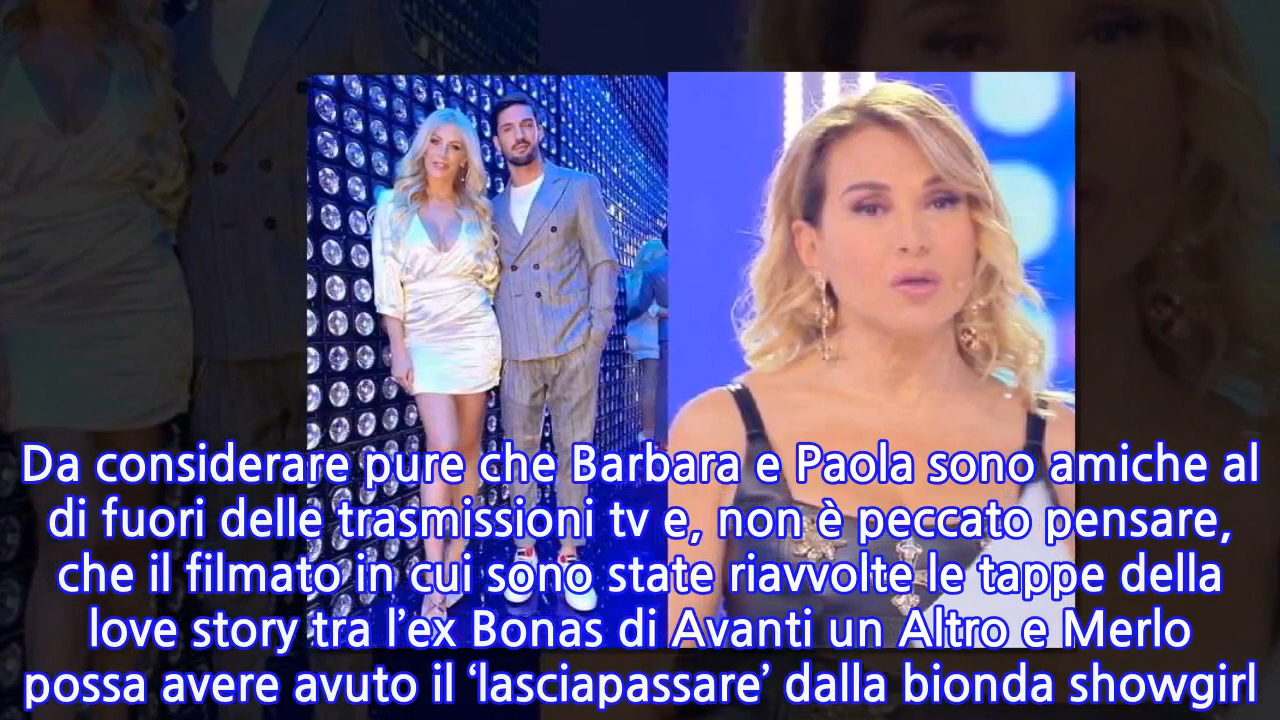 Da considerare pure che Barbara e Paola sono amiche al
di fuori delle trasmissioni tv e, non è peccato pensare,
che il filmato in cui sono state riavvolte le tappe della
love story tra l’ex Bonas di Avanti un Altro e Merlo
possa avere avuto il ‘lasciapassare’ dalla bionda showgirl